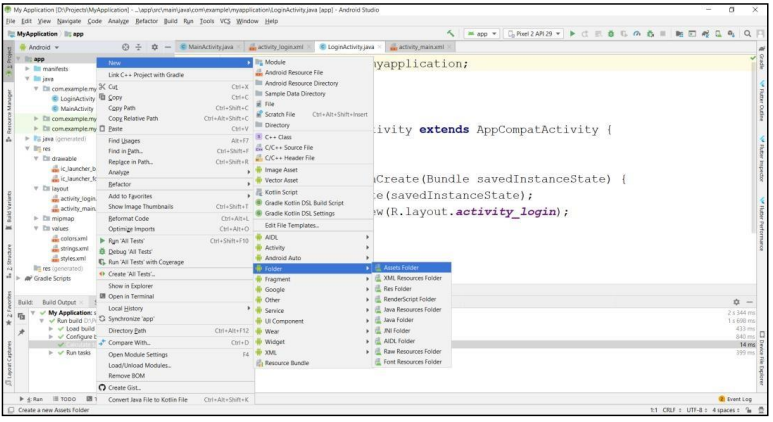 My Application [D:\Projects\MyApplication] - ...\app\src\main\java\com\example\myapplication\LoginActivity.java [app] - Android Studio
File Edit View Navigate Code Analyze Refactor Build Run Tools VCS Window Help
MyApplication app
app Pixel 2 API 29
Android
MainActivity.java activity_login.xml LoginActivity.java activity_main.xml
app
manifests
java
com.example.my
LoginActivity
MainActivity
com.example.my
com.example.my
java (generated)
res
drawable
ic_launcher_b
ic_launcher_fo
layout
activity_login.
activity_main.
mipmap
values
colors.xml
strings.xml
styles.xml
res (generated)
Gradle Scripts
New
Link C++ Project with Gradle
Cut Ctrl+X
Copy Ctrl+C
Copy Path Ctrl+Shift+C
Copy Relative Path Ctrl+Alt+Shift+C
Paste Ctrl+V
Find Usages Alt+F7
Find in Path... Ctrl+Shift+F
Replace in Path... Ctrl+Shift+R
Analyze
Refactor
Add to Favorites
Show Image Thumbnails Ctrl+Shift+T
Reformat Code Ctrl+Alt+L
Optimize Imports Ctrl+Alt+O
Run 'All Tests' Ctrl+Shift+F10
Debug 'All Tests'
Run 'All Tests' with Coverage
Create 'All Tests'...
Show in Explorer
Open in Terminal
Local History
Synchronize 'app'
Directory Path Ctrl+Alt+F12
Compare With... Ctrl+D
Open Module Settings F4
Load/Unload Modules...
Remove BOM
Create Gist...
Convert Java File to Kotlin File Ctrl+Alt+Shift+K
Module
Android Resource File
Android Resource Directory
Sample Data Directory
File
Scratch File Ctrl+Alt+Shift+Insert
Directory
C++ Class
C/C++ Source File
C/C++ Header File
Image Asset
Vector Asset
Kotlin Script
Gradle Kotlin DSL Build Script
Gradle Kotlin DSL Settings
Edit File Templates...
AIDL
Activity
Android Auto
Folder
Fragment
Google
Other
Service
UI Component
Wear
Widget
XML
Resource Bundle
Assets Folder
XML Resources Folder
Res Folder
RenderScript Folder
Java Resources Folder
Java Folder
JNI Folder
AIDL Folder
Raw Resources Folder
Font Resources Folder
myapplication;
ivity extends AppCompatActivity {
nCreate(Bundle savedInstanceState) {
e(savedInstanceState);
ew(R.layout.activity_login);
1: Project
Resource Manager
Build Variants
Z: Structure
2: Favorites
Layout Captures
Gradle
Flutter Outline
Flutter Inspector
Flutter Performance
Device File Explorer
Build: Build Output
My Application: s
Run build D:\P
Load build
Configure b
Run tasks
2 s 344 ms
1 s 698 ms
433 ms
840 ms
14 ms
399 ms
4: Run TODO
Event Log
Create a new Assets Folder
1:1 CRLF UTF-8 4 spaces